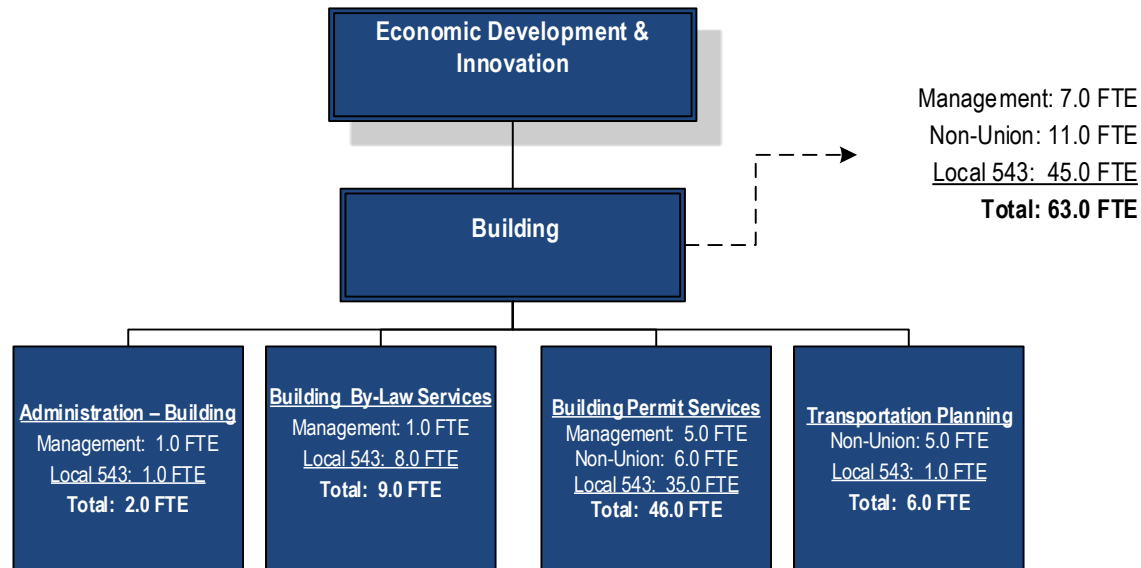 Economic Development &
Innovation
Management: 7.0 FTE
Non-Union: 11.0 FTE
Local 543: 45.0 FTE
Total: 63.0 FTE
Building
Administration – Building
Management: 1.0 FTE
Local 543: 1.0 FTE
Total: 2.0 FTE
Building By-Law Services
Management: 1.0 FTE
Local 543: 8.0 FTE
Total: 9.0 FTE
Building Permit Services
Management: 5.0 FTE
Non-Union: 6.0 FTE
Local 543: 35.0 FTE
Total: 46.0 FTE
Transportation Planning
Non-Union: 5.0 FTE
Local 543: 1.0 FTE
Total: 6.0 FTE